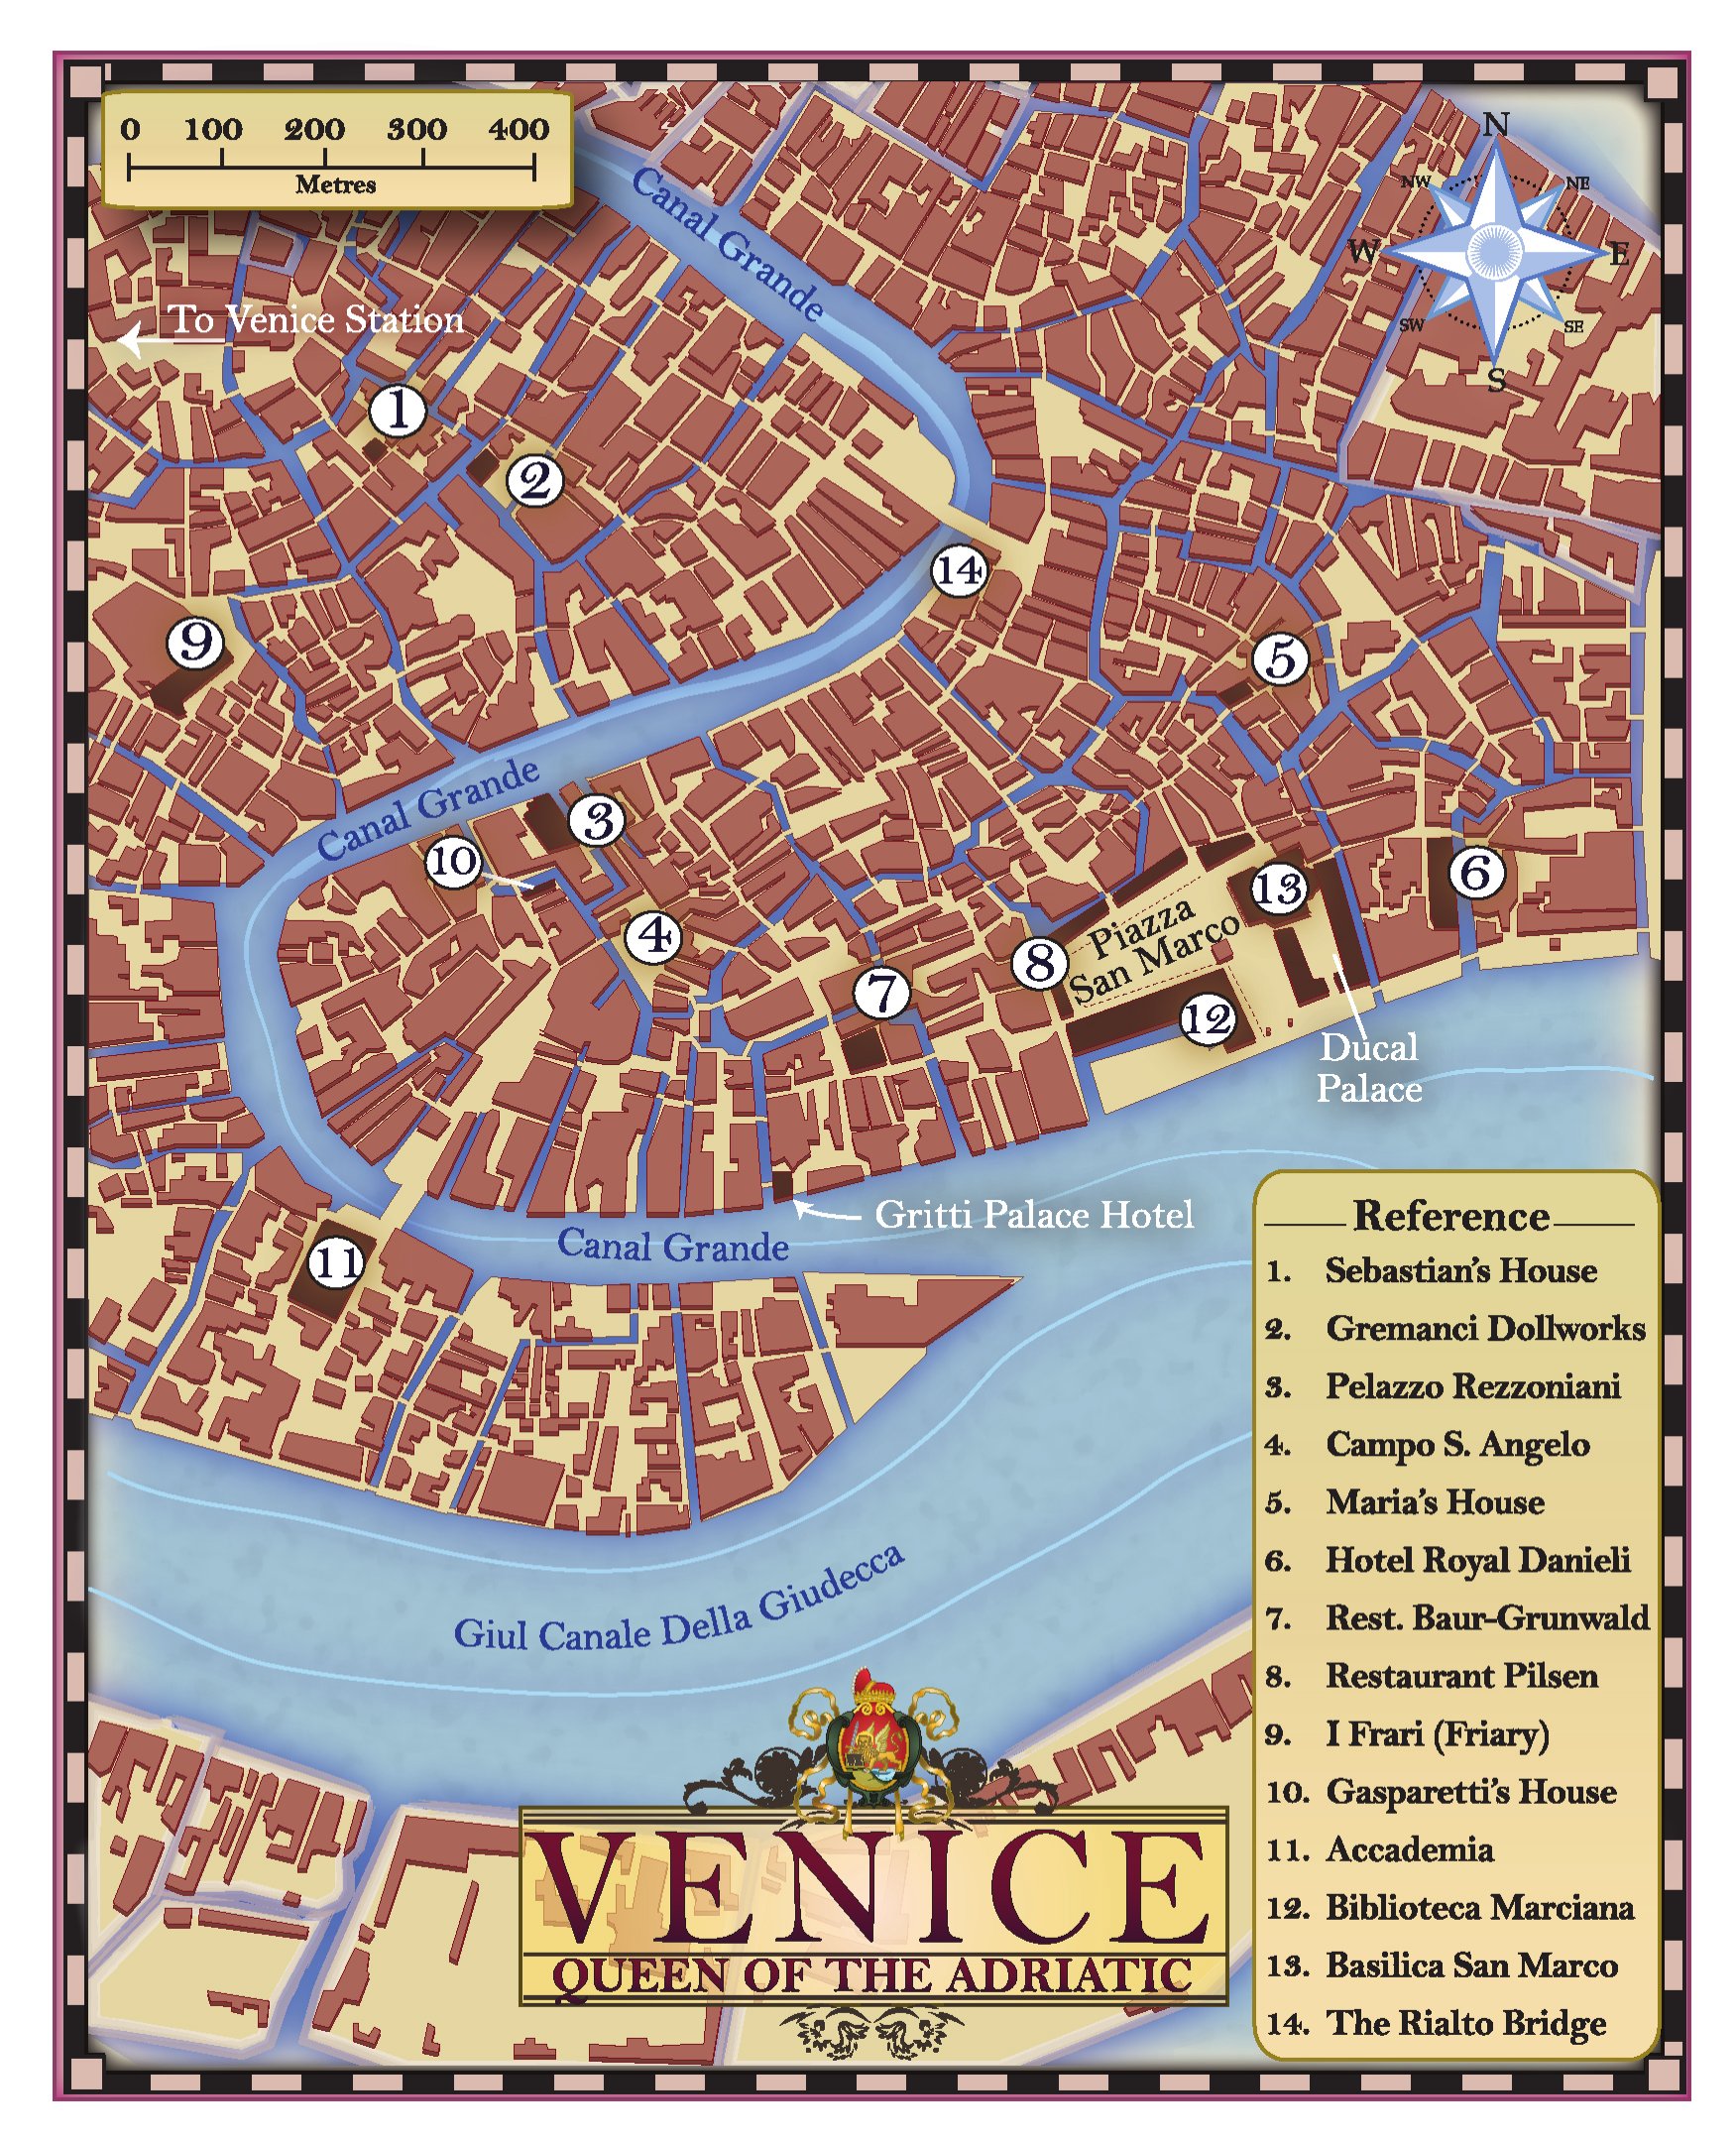 0 100 200 300 400
Metres
N
NW NE
W E
SW SE
S
Canal Grande
To Venice Station
1
2
14
9
5
Canal Grande
3
10
6
13
4
Piazza
San Marco
8
7
12
Ducal
Palace
Gritti Palace Hotel
Canal Grande
11
Giul Canale Della Giudecca
Reference
1. Sebastian's House
2. Gremanci Dollworks
3. Pelazzo Rezzoniani
4. Campo S. Angelo
5. Maria's House
6. Hotel Royal Danieli
7. Rest. Baur-Grunwald
8. Restaurant Pilsen
9. I Frari (Friary)
10. Gasparetti's House
11. Accademia
12. Biblioteca Marciana
13. Basilica San Marco
14. The Rialto Bridge
VENICE
QUEEN OF THE ADRIATIC